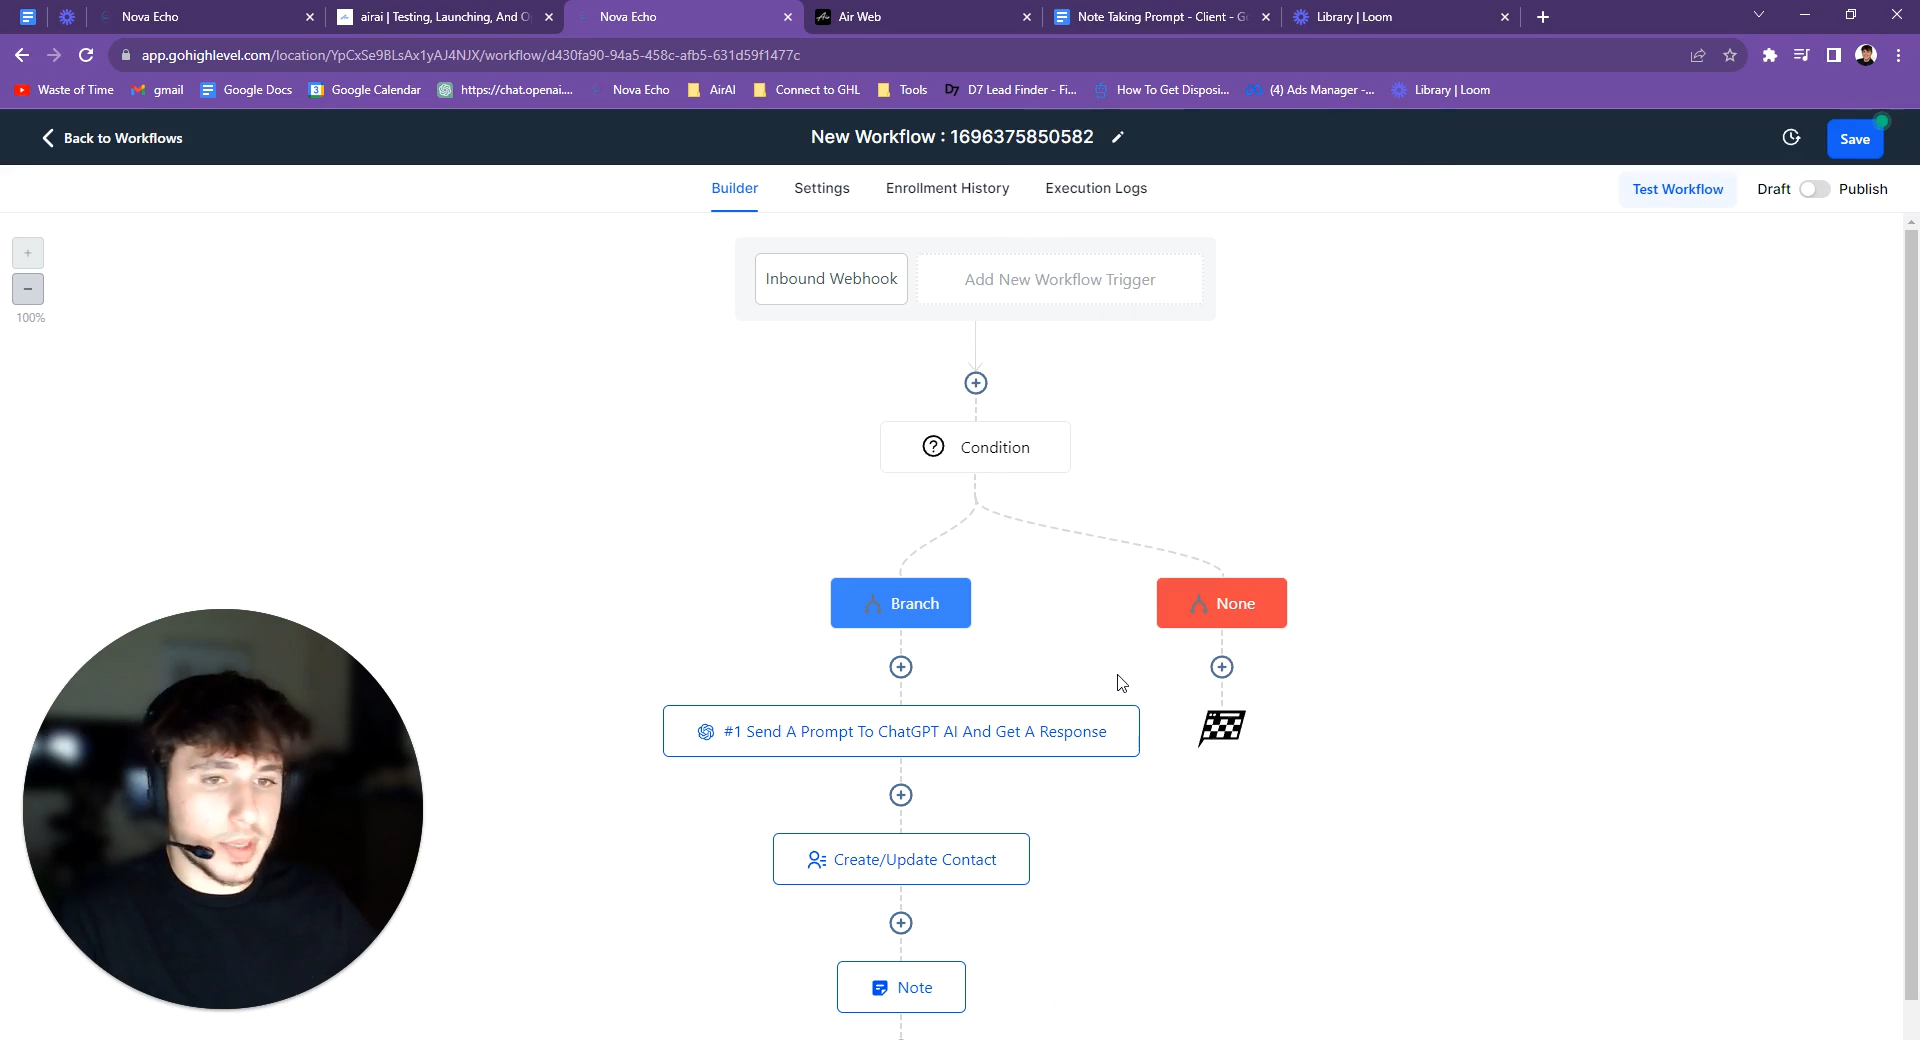 Nova Echo
airai | Testing, Launching, And O
Nova Echo
Air Web
Note Taking Prompt - Client - G
Library | Loom
app.gohighlevel.com/location/YpCxSe9BLsAx1yAJ4NJX/workflow/d430fa90-94a5-458c-afb5-631d59f1477c
Waste of Time
gmail
Google Docs
Google Calendar
https://chat.openai....
Nova Echo
AirAI
Connect to GHL
Tools
D7 Lead Finder - Fi...
How To Get Disposi...
(4) Ads Manager -...
Library | Loom
Back to Workflows
New Workflow : 1696375850582
Save
Builder
Settings
Enrollment History
Execution Logs
Test Workflow
Draft
Publish
100%
Inbound Webhook
Add New Workflow Trigger
Condition
Branch
None
#1 Send A Prompt To ChatGPT AI And Get A Response
Create/Update Contact
Note